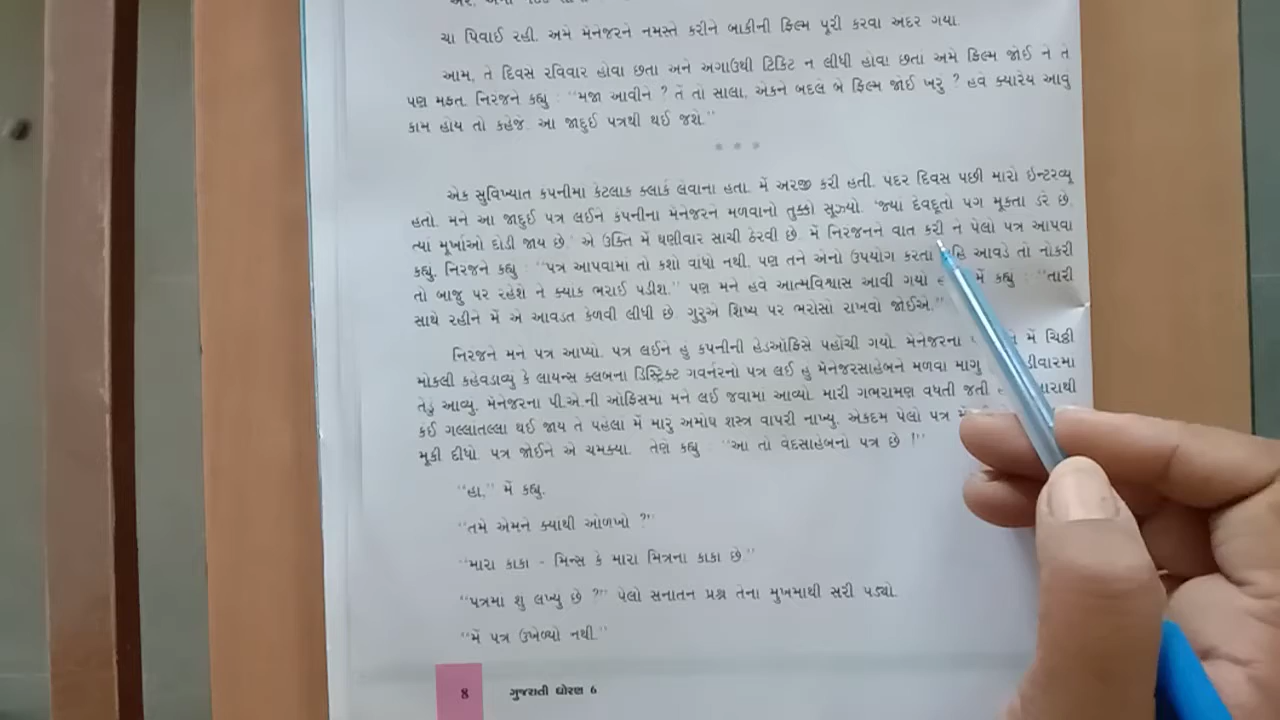 ચા પિવાઈ રહી. અમે મેનેજરને નમસ્તે કરીને બાકીની ફિલ્મ પૂરી કરવા અંદર ગયા.
આમ, તે દિવસ રવિવાર હોવા છતાં અને અગાઉથી ટિકિટ ન લીધી હોવા છતાં અમે ફિલ્મ જોઈ ને તે
પણ મફત. નિરંજને કહ્યું : ''મજા આવીને ? તેં તો સાલા, એકને બદલે બે ફિલ્મ જોઈ ખરું ? હવે ક્યારેય આવું
કામ હોય તો કહેજે. આ જાદુઈ પત્રથી થઈ જશે.''
* * *
એક સુવિખ્યાત કંપનીમાં કેટલાક ક્લાર્ક લેવાના હતા. મેં અરજી કરી હતી. પંદર દિવસ પછી મારો ઇન્ટરવ્યૂ
હતો. મને આ જાદુઈ પત્ર લઈને કંપનીના મેનેજરને મળવાનો તુક્કો સૂઝ્યો. 'જ્યાં દેવદૂતો પગ મૂકતાં ડરે છે,
ત્યાં મૂર્ખાઓ દોડી જાય છે.' એ ઉક્તિ મેં ઘણીવાર સાચી ઠેરવી છે. મેં નિરંજનને વાત કરી ને પેલો પત્ર આપવા
કહ્યું. નિરંજને કહ્યું : ''પત્ર આપવામાં તો કશો વાંધો નથી, પણ તને એનો ઉપયોગ કરતાં નહિ આવડે તો નોકરી
તો બાજુ પર રહેશે ને ક્યાંક ભરાઈ પડીશ.'' પણ મને હવે આત્મવિશ્વાસ આવી ગયો મેં કહ્યું : ''તારી
સાથે રહીને મેં એ આવડત કેળવી લીધી છે. ગુરુએ શિષ્ય પર ભરોસો રાખવો જોઈએ.''
નિરંજને મને પત્ર આપ્યો. પત્ર લઈને હું કંપનીની હેડઑફિસે પહોંચી ગયો. મેનેજરના મેં ચિઠ્ઠી
મોકલી કહેવડાવ્યું કે લાયન્સ ક્લબના ડિસ્ટ્રિક્ટ ગવર્નરનો પત્ર લઈ હું મેનેજરસાહેબને મળવા માગું
તેડું આવ્યું. મેનેજરના પી.એ.ની ઑફિસમાં મને લઈ જવામાં આવ્યો. મારી ગભરામણ વધતી જતી
કંઈ ગલ્લાંતલ્લાં થઈ જાય તે પહેલાં મેં મારું અમોઘ શસ્ત્ર વાપરી નાખ્યું. એકદમ પેલો પત્ર
મૂકી દીધો. પત્ર જોઈને એ ચમક્યા. તેણે કહ્યું : ''આ તો વેદસાહેબનો પત્ર છે !''
''હા,'' મેં કહ્યું.
''તમે એમને ક્યાંથી ઓળખો ?''
''મારા કાકા - મિન્સ કે મારા મિત્રના કાકા છે.''
''પત્રમાં શું લખ્યું છે ?'' પેલો સનાતન પ્રશ્ન તેના મુખમાંથી સરી પડ્યો.
''મેં પત્ર ઉખેળ્યો નથી.''
8 ગુજરાતી ધોરણ 6